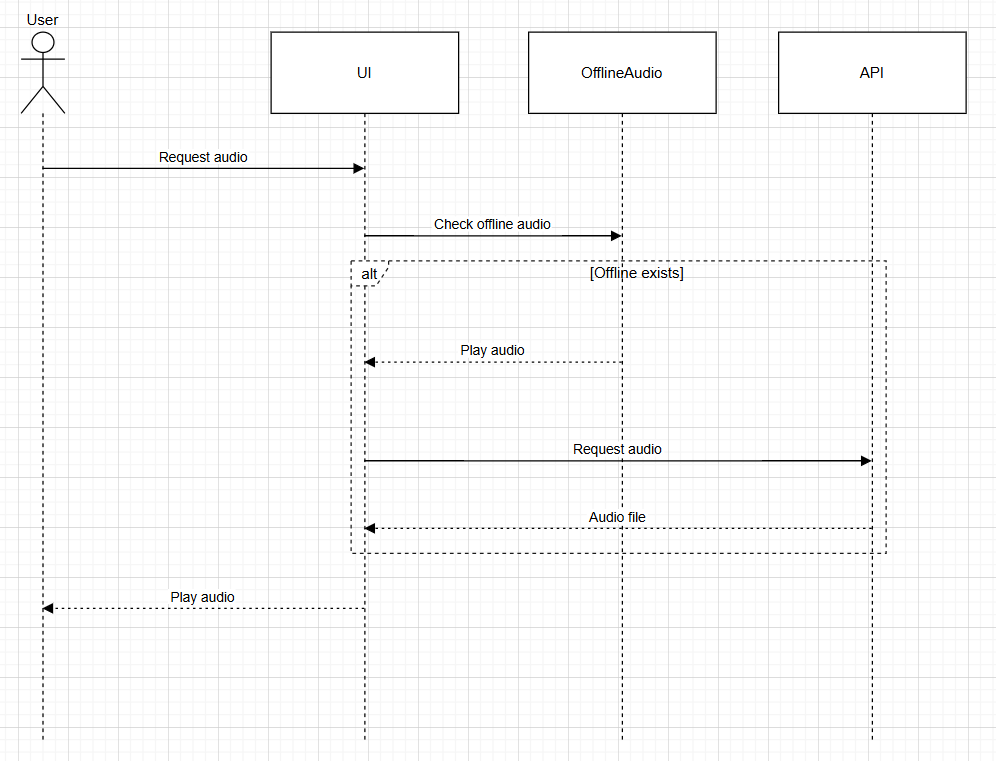 User
UI
OfflineAudio
API
Request audio
Check offline audio
alt
[Offline exists]
Play audio
Request audio
Audio file
Play audio